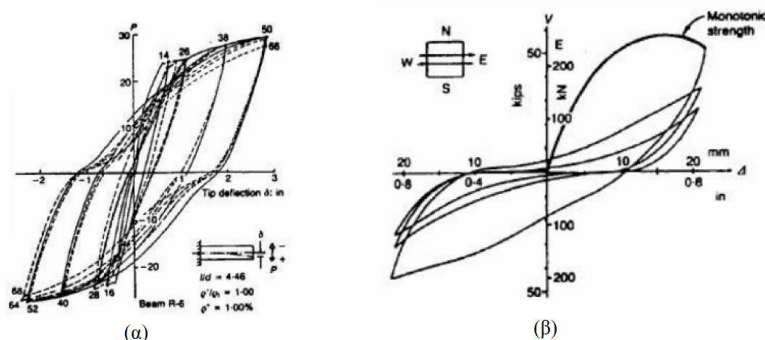 P
30
20
10
14
26
38
50
66
-2
-1
1
2
3
Tip deflection δ: in
-10
-20
68
64
52
40
28
16
δ
-
+
P
l/d = 4·46
ϱ'/ϱ = 1·00
ϱ" = 1·00%
Beam R-6
(α)
V
N
W
E
S
E
50
200
kips
kN
100
Monotonic
strength
20
10
10
20
mm
0·8
0·4
0·8
Δ
in
100
200
50
(β)